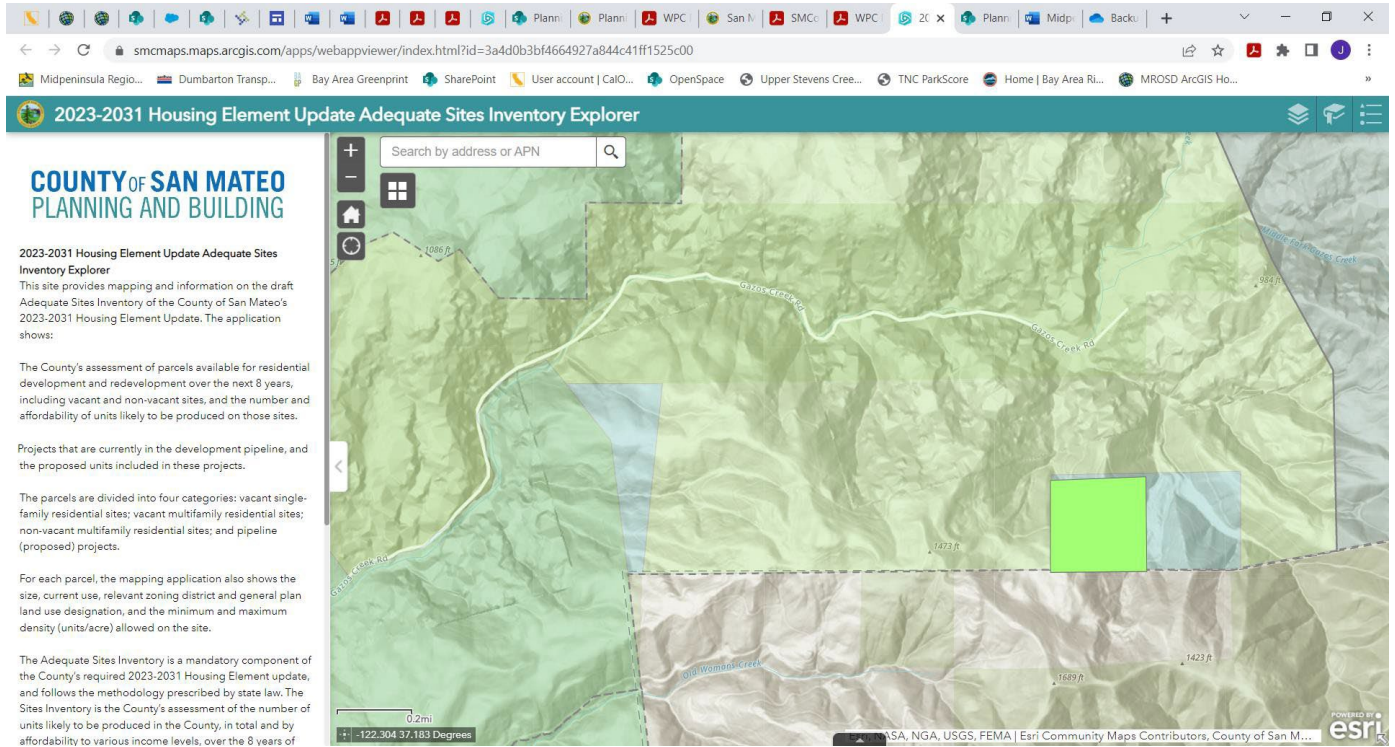 Planni
Planni
WPC
San M
SMCo
WPC
20
Plann
Midp
Backu
smcmaps.maps.arcgis.com/apps/webappviewer/index.html?id=3a4d0b3bf4664927a844c41ff1525c00
J
Midpeninsula Regio...
Dumbarton Transp...
Bay Area Greenprint
SharePoint
User account | CalO...
OpenSpace
Upper Stevens Cree...
TNC ParkScore
Home | Bay Area Ri...
MROSD ArcGIS Ho...
»
2023-2031 Housing Element Update Adequate Sites Inventory Explorer
COUNTY OF SAN MATEO
PLANNING AND BUILDING
2023-2031 Housing Element Update Adequate Sites
Inventory Explorer
This site provides mapping and information on the draft
Adequate Sites Inventory of the County of San Mateo's
2023-2031 Housing Element Update. The application
shows:
The County's assessment of parcels available for residential
development and redevelopment over the next 8 years,
including vacant and non-vacant sites, and the number and
affordability of units likely to be produced on those sites.
Projects that are currently in the development pipeline, and
the proposed units included in these projects.
The parcels are divided into four categories: vacant single-
family residential sites; vacant multifamily residential sites;
non-vacant multifamily residential sites; and pipeline
(proposed) projects.
For each parcel, the mapping application also shows the
size, current use, relevant zoning district and general plan
land use designation, and the minimum and maximum
density (units/acre) allowed on the site.
The Adequate Sites Inventory is a mandatory component of
the County's required 2023-2031 Housing Element update,
and follows the methodology prescribed by state law. The
Sites Inventory is the County's assessment of the number of
units likely to be produced in the County, in total and by
affordability to various income levels, over the 8 years of
+
Search by address or APN
−
1086 ft
Gazos Creek Rd
Gazos Creek Rd
Middle Fork Gazos Creek
984 ft
1473 ft
Gazos Creek Rd
Old Womans Creek
1423 ft
1689 ft
0.2mi
-122.304 37.183 Degrees
Esri, NASA, NGA, USGS, FEMA | Esri Community Maps Contributors, County of San M...
POWERED BY
esri